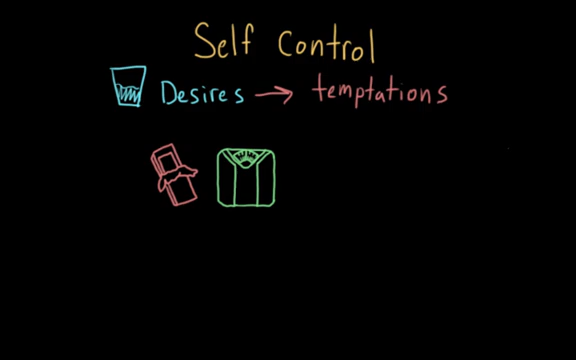 Self Control
Desires → temptations